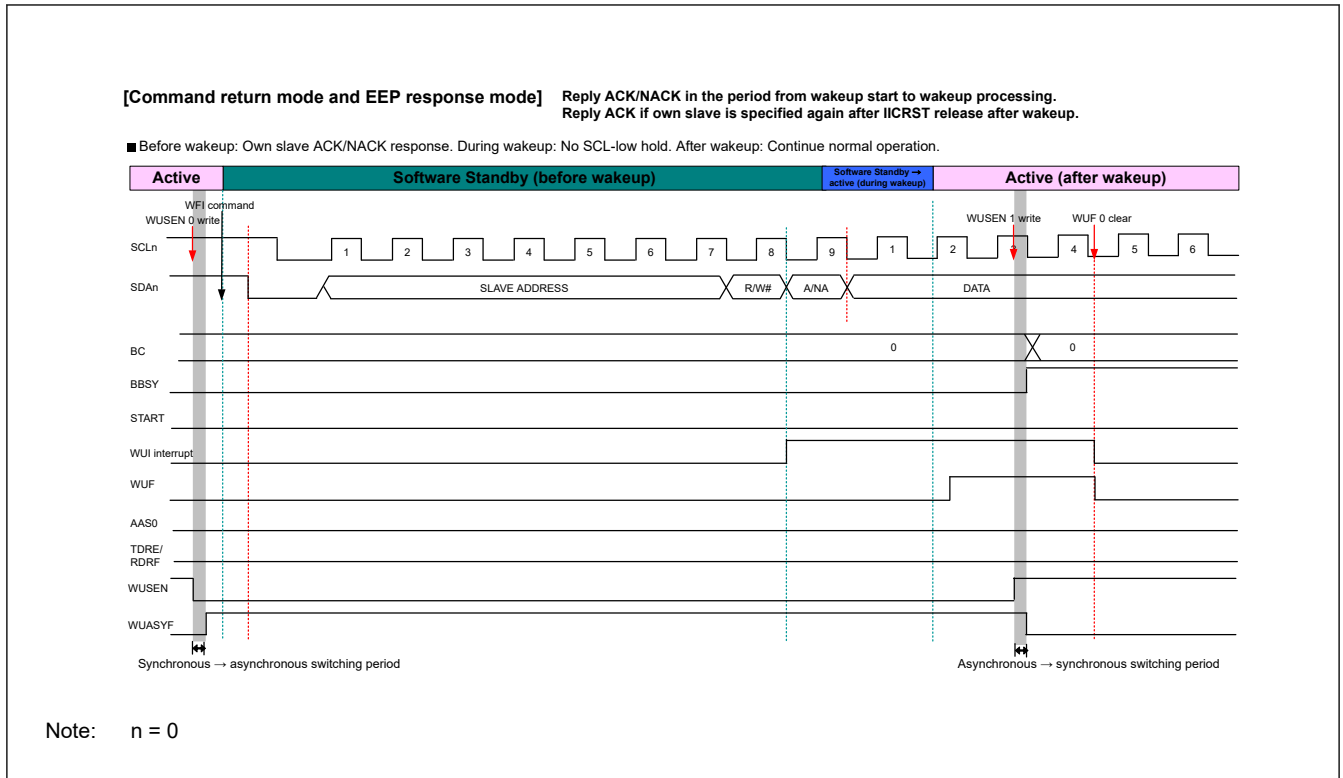 [Command return mode and EEP response mode] Reply ACK/NACK in the period from wakeup start to wakeup processing.
Reply ACK if own slave is specified again after IICRST release after wakeup.
■ Before wakeup: Own slave ACK/NACK response. During wakeup: No SCL-low hold. After wakeup: Continue normal operation.
Active Software Standby (before wakeup) Software Standby → active (during wakeup) Active (after wakeup)
WFI command
WUSEN 0 write WUSEN 1 write WUF 0 clear
SCLn 1 2 3 4 5 6 7 8 9 1 2 3 4 5 6
SDAn SLAVE ADDRESS R/W# A/NA DATA
BC 0 0
BBSY
START
WUI interrupt
WUF
AAS0
TDRE/
RDRF
WUSEN
WUASYF
Synchronous → asynchronous switching period Asynchronous → synchronous switching period
Note: n = 0